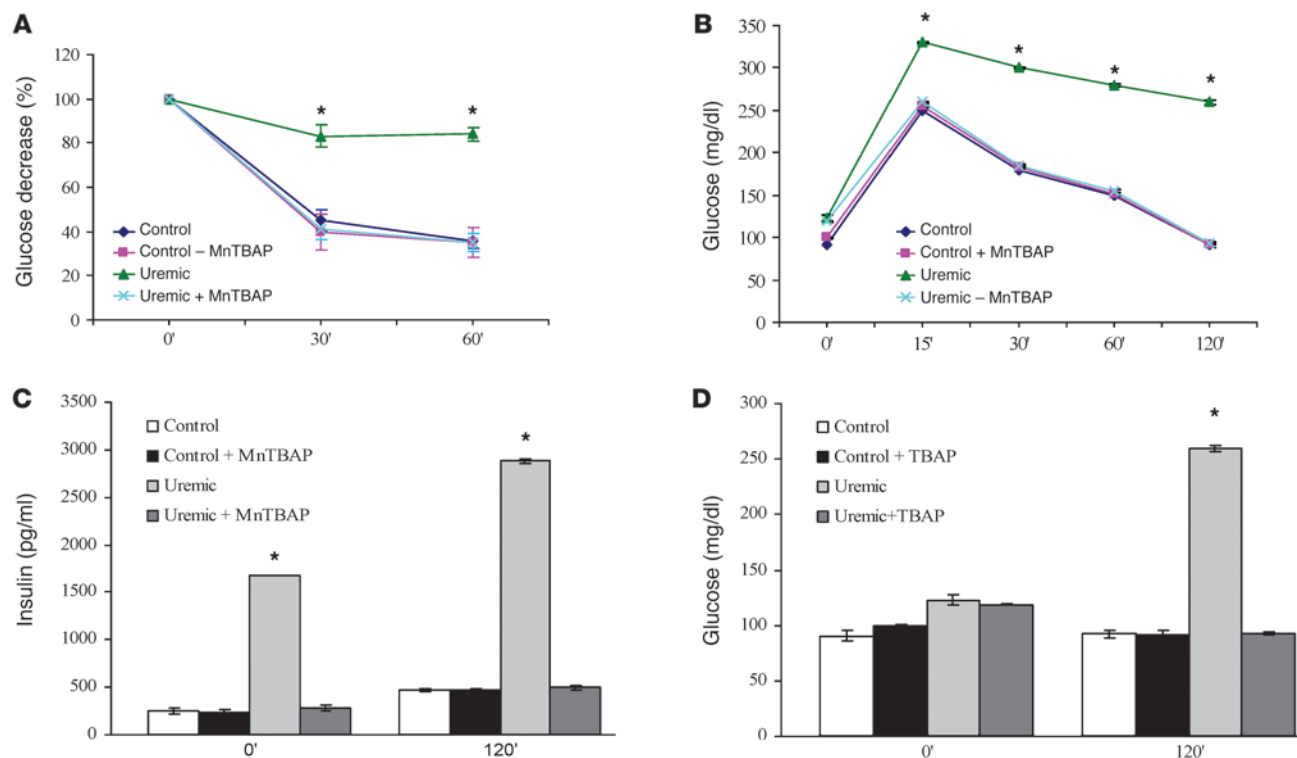 A
Glucose decrease (%)
120
100
80
60
40
20
0
* *
Control
Control – MnTBAP
Uremic
Uremic + MnTBAP
0' 30' 60'
B
Glucose (mg/dl)
350
300
250
200
150
100
50
0
* * * *
Control
Control + MnTBAP
Uremic
Uremic – MnTBAP
0' 15' 30' 60' 120'
C
Insulin (pg/ml)
3500
3000
2500
2000
1500
1000
500
0
Control
Control + MnTBAP
Uremic
Uremic + MnTBAP
* *
0' 120'
D
Glucose (mg/dl)
300
250
200
150
100
50
0
Control
Control + TBAP
Uremic
Uremic+TBAP
*
0' 120'